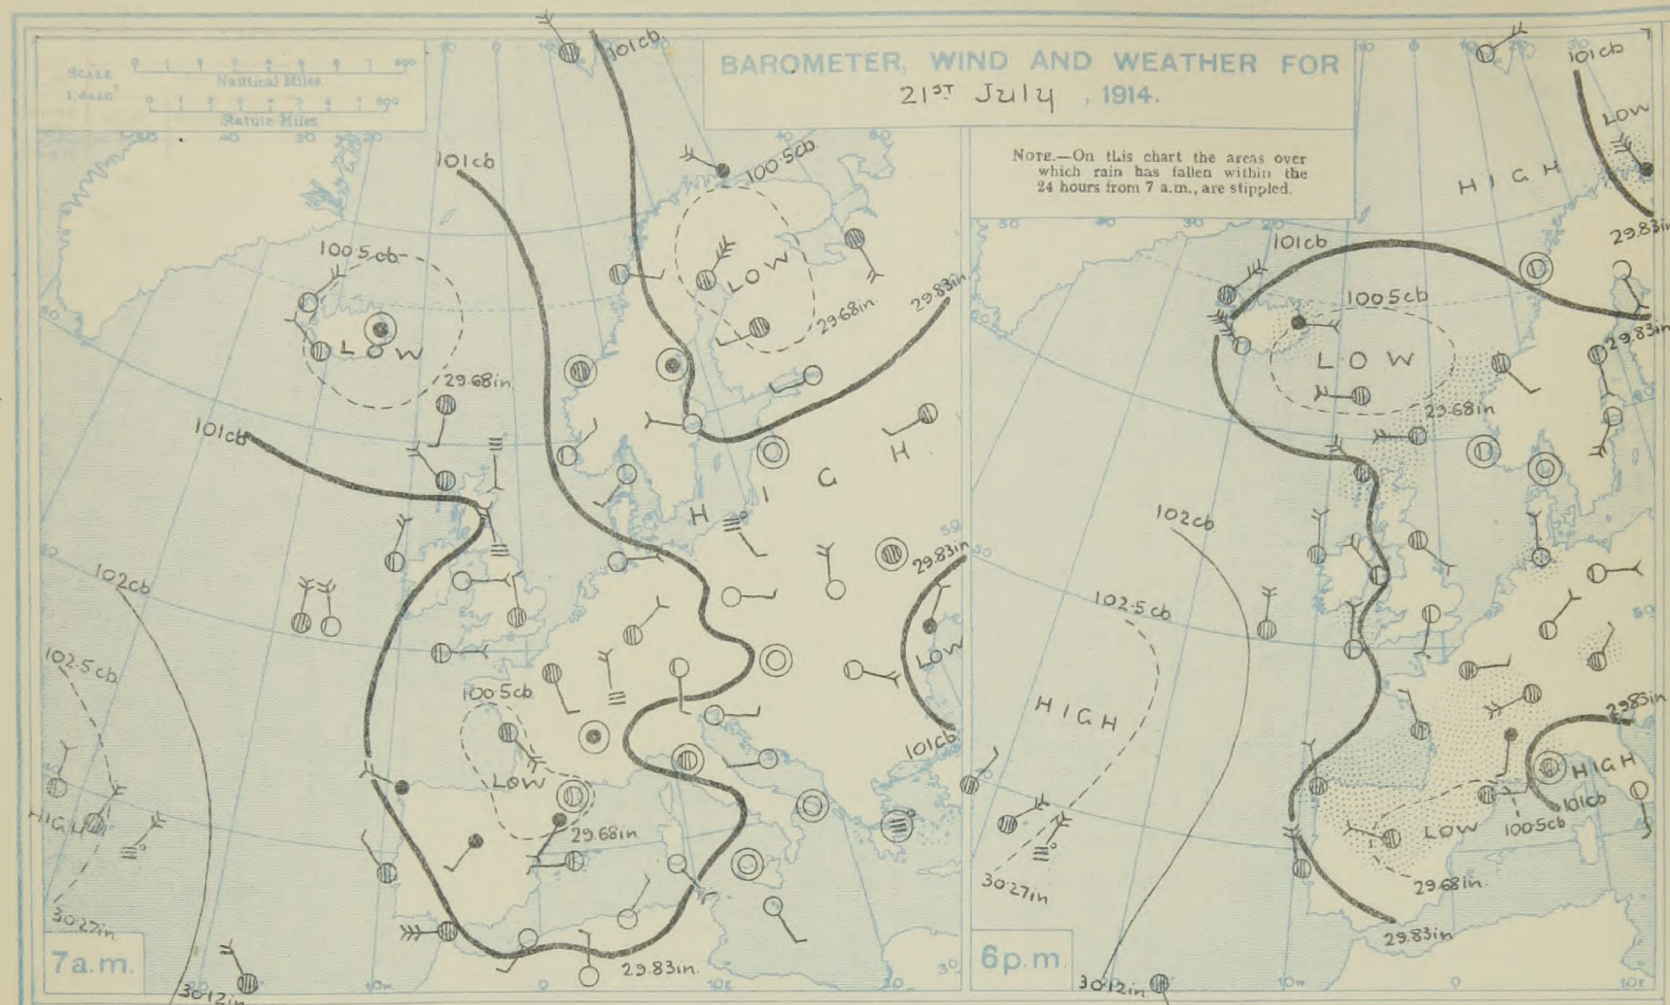 BAROMETER, WIND AND WEATHER FOR
21ST July, 1914.
SCALE
Nautical Miles
Statute Miles
NOTE.—On this chart the areas over
which rain has fallen within the
24 hours from 7 a.m., are stippled.
101cb
101cb
100.5cb
100.5cb
LOW
LOW
29.68in.
29.68in.
29.83in
101cb
HIGH
102cb
102.5cb
29.83in
LOW
101cb
100.5cb
LOW
29.68in
HIGH
30.27in.
29.83in.
30.12in
7a.m.
101cb
LOW
HIGH
29.83in
101cb
100.5cb
LOW
29.68in
29.83in
102cb
102.5cb
HIGH
29.83in
HIGH
101cb
LOW
100.5cb
29.68in.
30.27in
29.83in
30.12in.
6p.m.